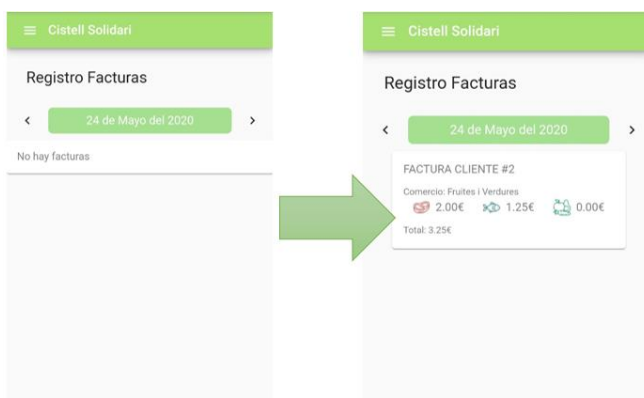 Cistell Solidari
Registro Facturas
24 de Mayo del 2020
No hay facturas
Cistell Solidari
Registro Facturas
24 de Mayo del 2020
FACTURA CLIENTE #2
Comercio: Fruites i Verdures
2.00€ 1.25€ 0.00€
Total: 3.25€